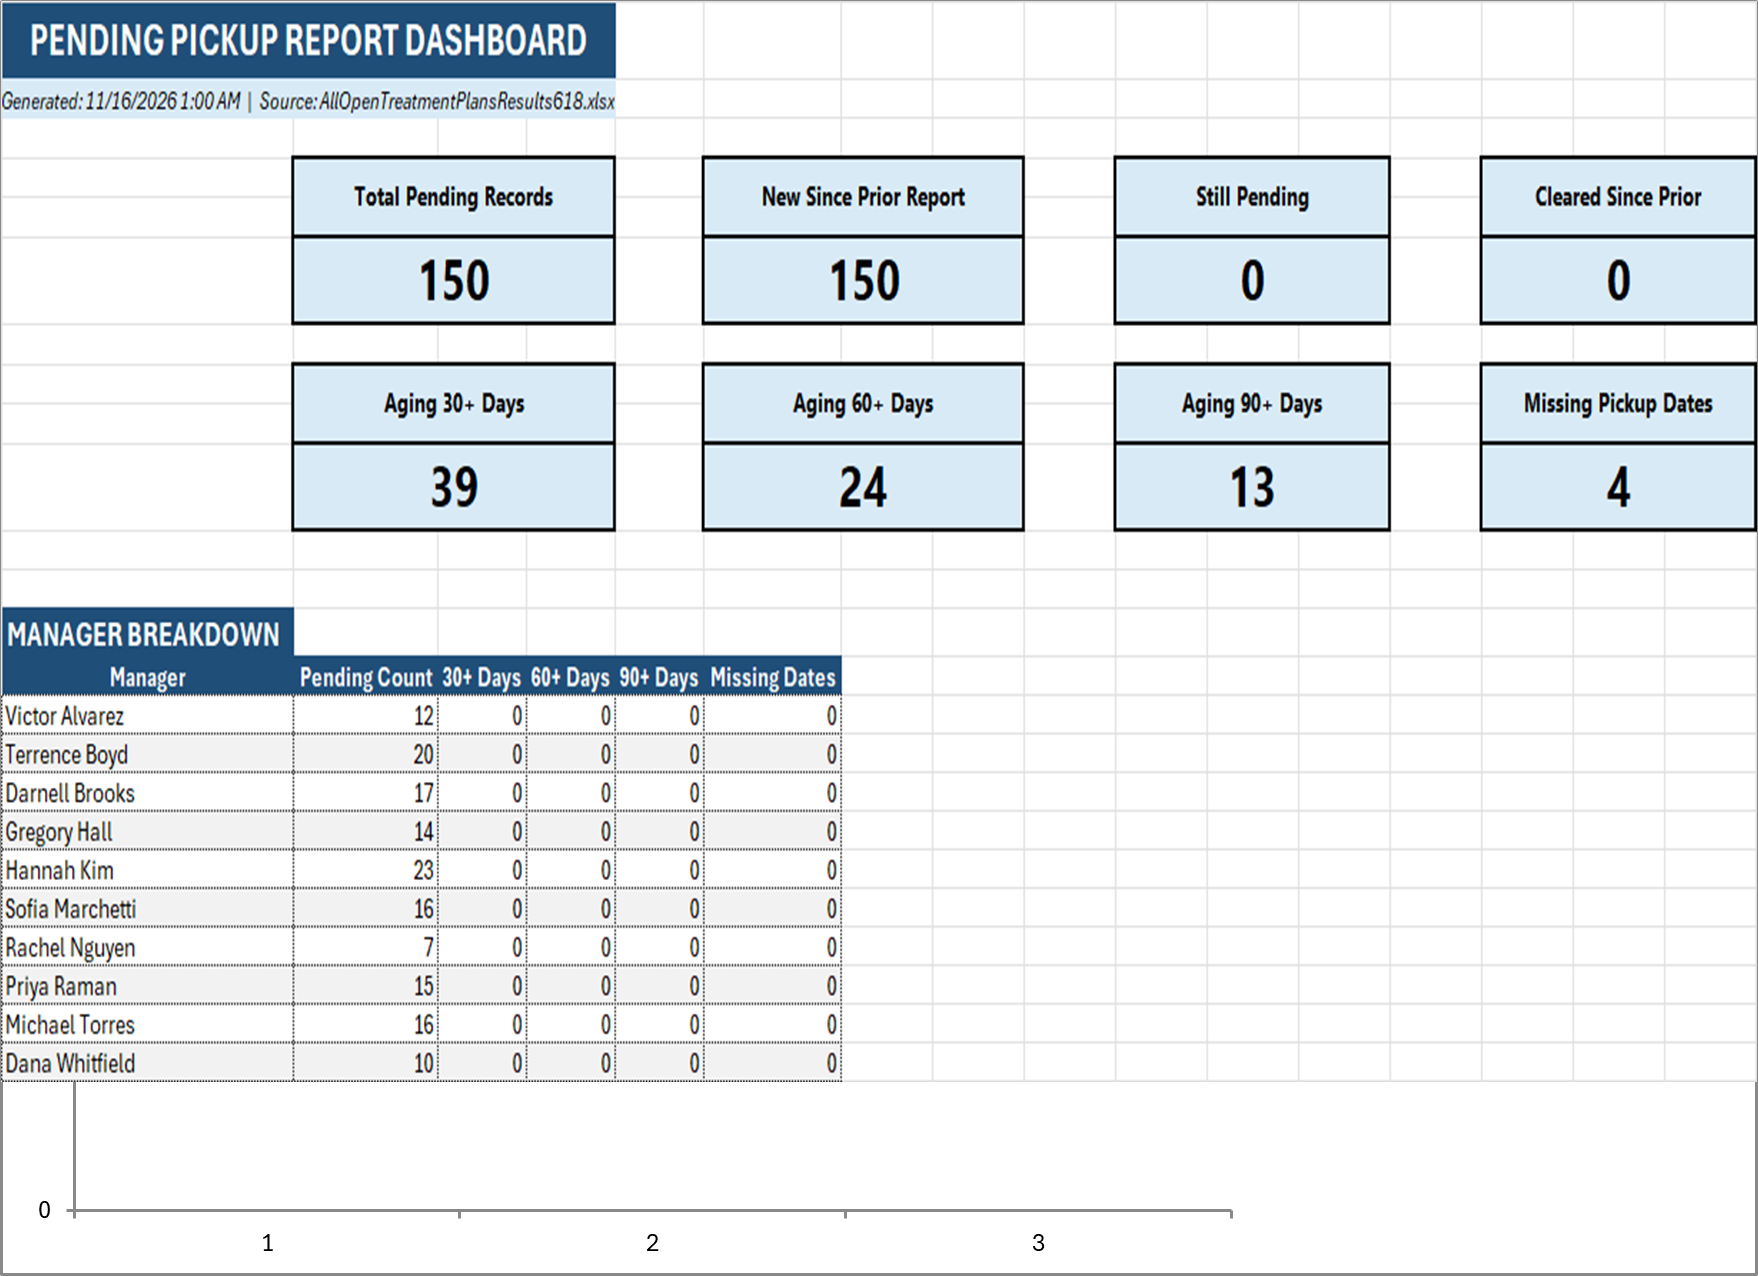 PENDING PICKUP REPORT DASHBOARD
Generated: 11/16/2026 1:00 AM | Source: AllOpenTreatmentPlansResults618.xlsx
Total Pending Records New Since Prior Report Still Pending Cleared Since Prior
150 150 0 0
Aging 30+ Days Aging 60+ Days Aging 90+ Days Missing Pickup Dates
39 24 13 4
MANAGER BREAKDOWN
Manager Pending Count 30+ Days 60+ Days 90+ Days Missing Dates
Victor Alvarez 12 0 0 0 0
Terrence Boyd 20 0 0 0 0
Darnell Brooks 17 0 0 0 0
Gregory Hall 14 0 0 0 0
Hannah Kim 23 0 0 0 0
Sofia Marchetti 16 0 0 0 0
Rachel Nguyen 7 0 0 0 0
Priya Raman 15 0 0 0 0
Michael Torres 16 0 0 0 0
Dana Whitfield 10 0 0 0 0
0
1 2 3